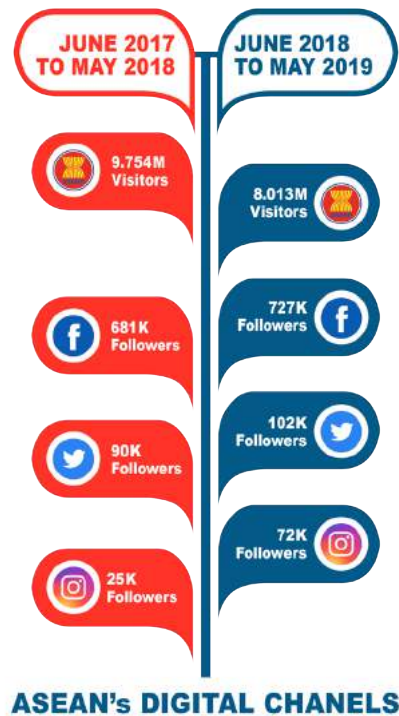 JUNE 2017
TO MAY 2018
9.754M
Visitors
681K
Followers
90K
Followers
25K
Followers
JUNE 2018
TO MAY 2019
8.013M
Visitors
727K
Followers
102K
Followers
72K
Followers
ASEAN's DIGITAL CHANELS